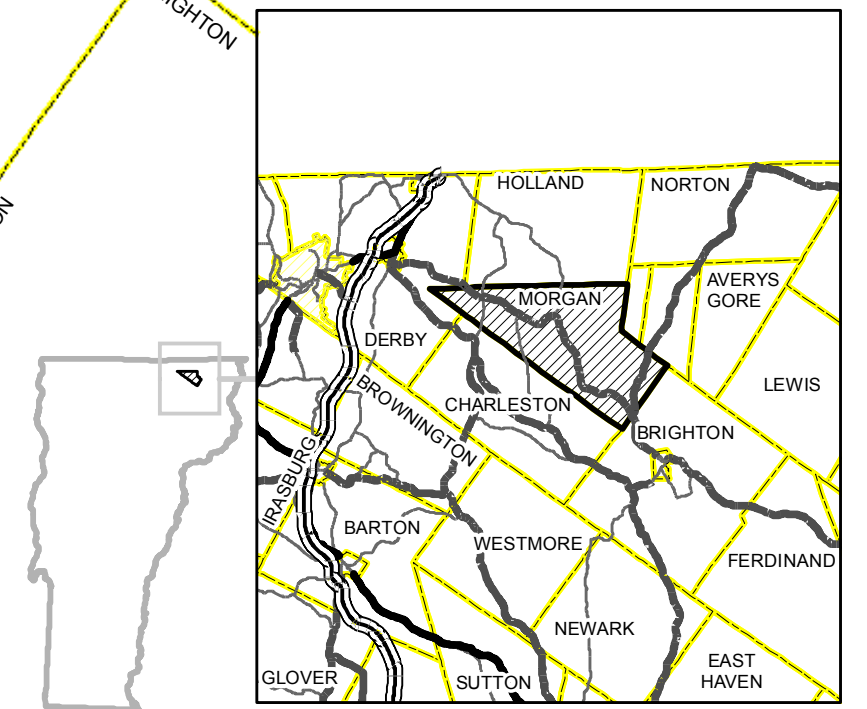 HOLLAND
NORTON
AVERYS
GORE
MORGAN
DERBY
LEWIS
BROWNINGTON
CHARLESTON
BRIGHTON
IRASBURG
BARTON
WESTMORE
FERDINAND
NEWARK
EAST
HAVEN
GLOVER
SUTTON